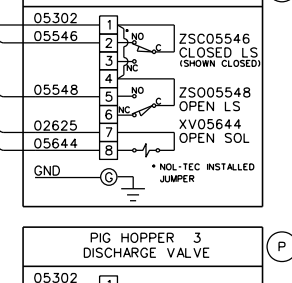 05302 1
05546 2 *NO C ZSC05546
CLOSED LS
3 (SHOWN CLOSED)
NC
4
05548 5 NO ZSO05548
6 NC C OPEN LS
02625 7 XV05644
05644 8 OPEN SOL
GND G * NOL-TEC INSTALLED
JUMPER
PIG HOPPER 3 P
DISCHARGE VALVE
05302 1